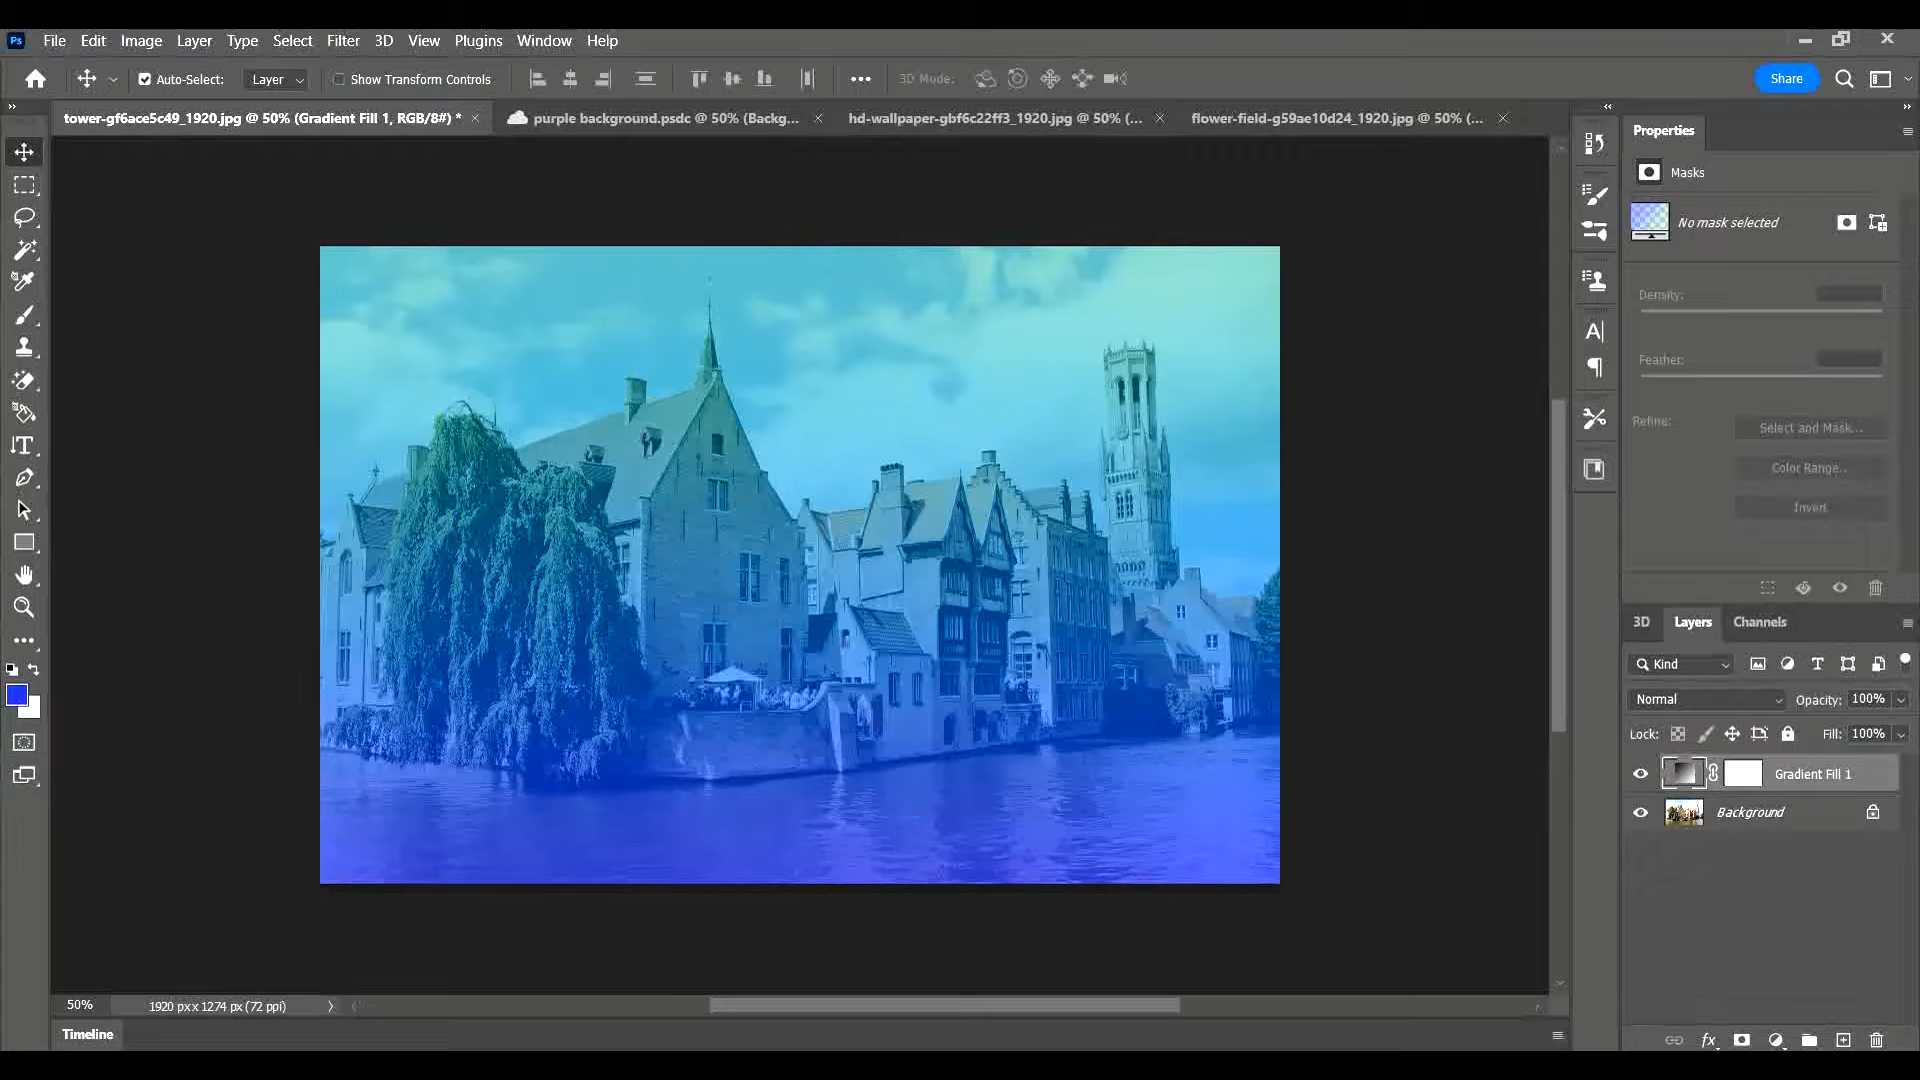 Ps File Edit Image Layer Type Select Filter 3D View Plugins Window Help
Auto-Select: Layer Show Transform Controls 3D Mode: Share
tower-gf6ace5c49_1920.jpg @ 50% (Gradient Fill 1, RGB/8#) * purple background.psdc @ 50% (Backg... hd-wallpaper-gbf6c22ff3_1920.jpg @ 50% (... flower-field-g59ae10d24_1920.jpg @ 50% (...
Properties
Masks
No mask selected
Density:
Feather:
Refine: Select and Mask...
Color Range...
Invert
3D Layers Channels
Kind
Normal Opacity: 100%
Lock: Fill: 100%
Gradient Fill 1
Background
50% 1920 px x 1274 px (72 ppi)
Timeline
fx